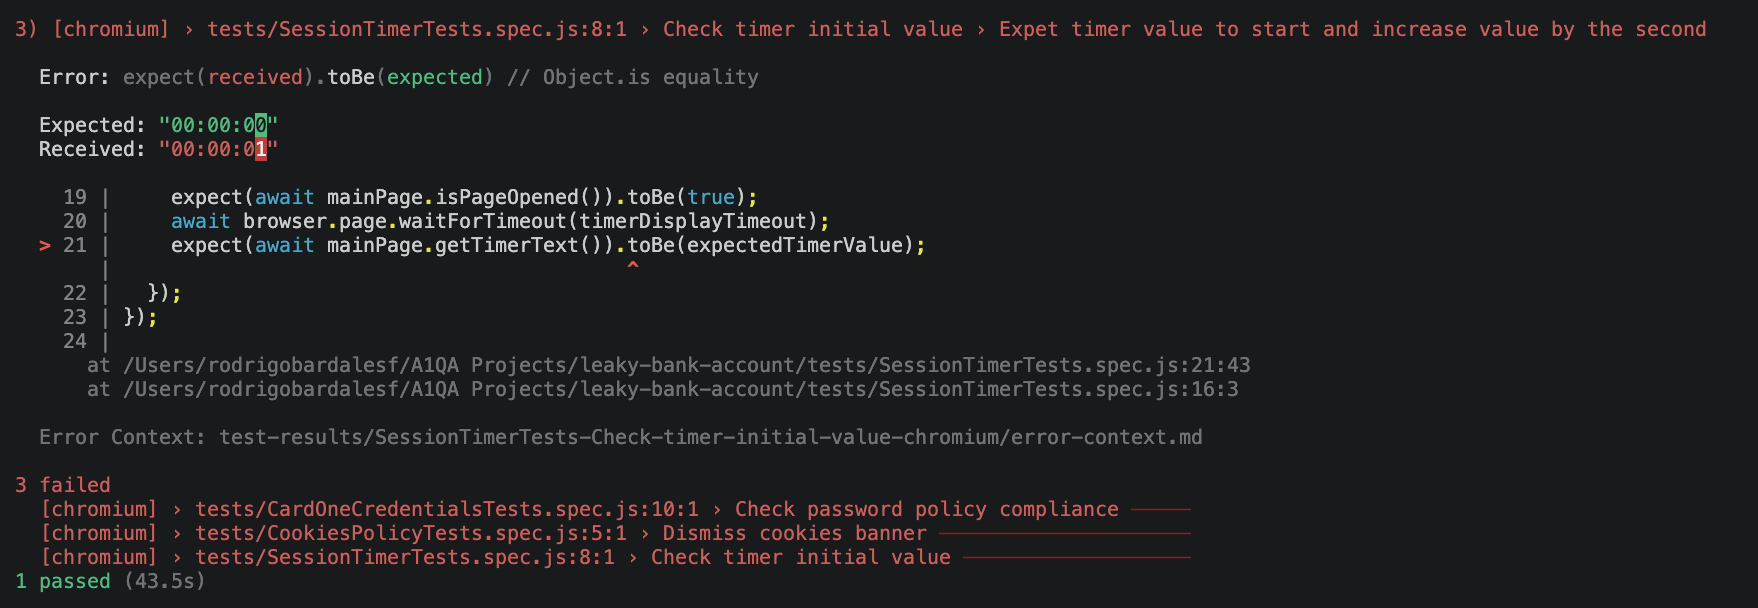 3) [chromium] › tests/SessionTimerTests.spec.js:8:1 › Check timer initial value › Expet timer value to start and increase value by the second
Error: expect(received).toBe(expected) // Object.is equality
Expected: "00:00:00"
Received: "00:00:01"
19 |     expect(await mainPage.isPageOpened()).toBe(true);
20 |     await browser.page.waitForTimeout(timerDisplayTimeout);
> 21 |     expect(await mainPage.getTimerText()).toBe(expectedTimerValue);
|                                           ^
22 |   });
23 | });
24 |
at /Users/rodrigobardalesf/A1QA Projects/leaky-bank-account/tests/SessionTimerTests.spec.js:21:43
at /Users/rodrigobardalesf/A1QA Projects/leaky-bank-account/tests/SessionTimerTests.spec.js:16:3
Error Context: test-results/SessionTimerTests-Check-timer-initial-value-chromium/error-context.md
3 failed
[chromium] › tests/CardOneCredentialsTests.spec.js:10:1 › Check password policy compliance ─────
[chromium] › tests/CookiesPolicyTests.spec.js:5:1 › Dismiss cookies banner ─────────────────────
[chromium] › tests/SessionTimerTests.spec.js:8:1 › Check timer initial value ───────────────────
1 passed (43.5s)